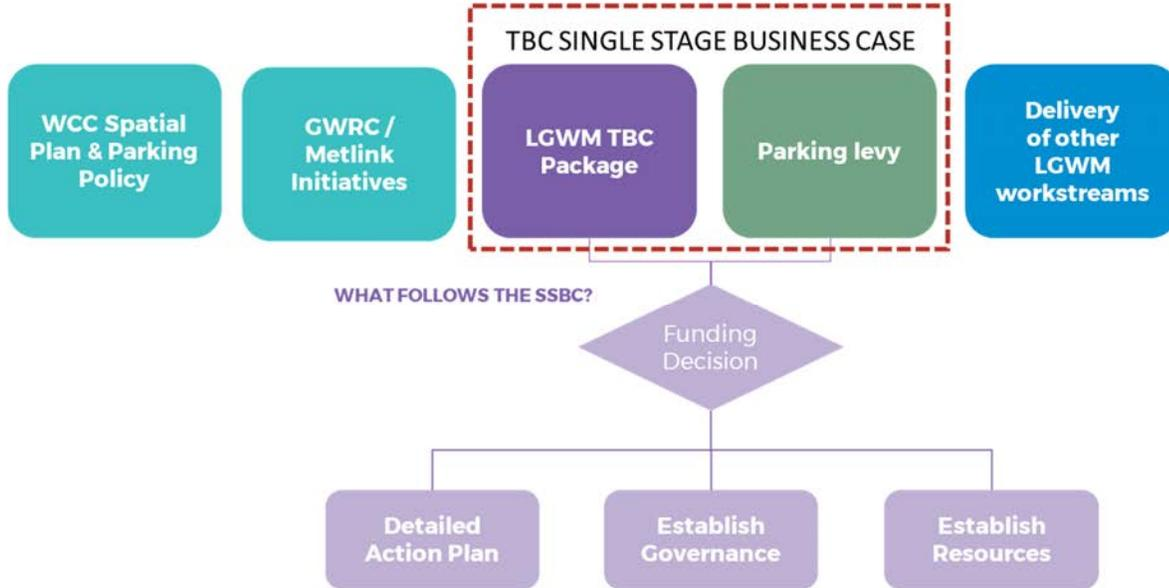 TBC SINGLE STAGE BUSINESS CASE
WCC Spatial
Plan & Parking
Policy
GWRC /
Metlink
Initiatives
LGWM TBC
Package
Parking levy
Delivery
of other
LGWM
workstreams
WHAT FOLLOWS THE SSBC?
Funding
Decision
Detailed
Action Plan
Establish
Governance
Establish
Resources